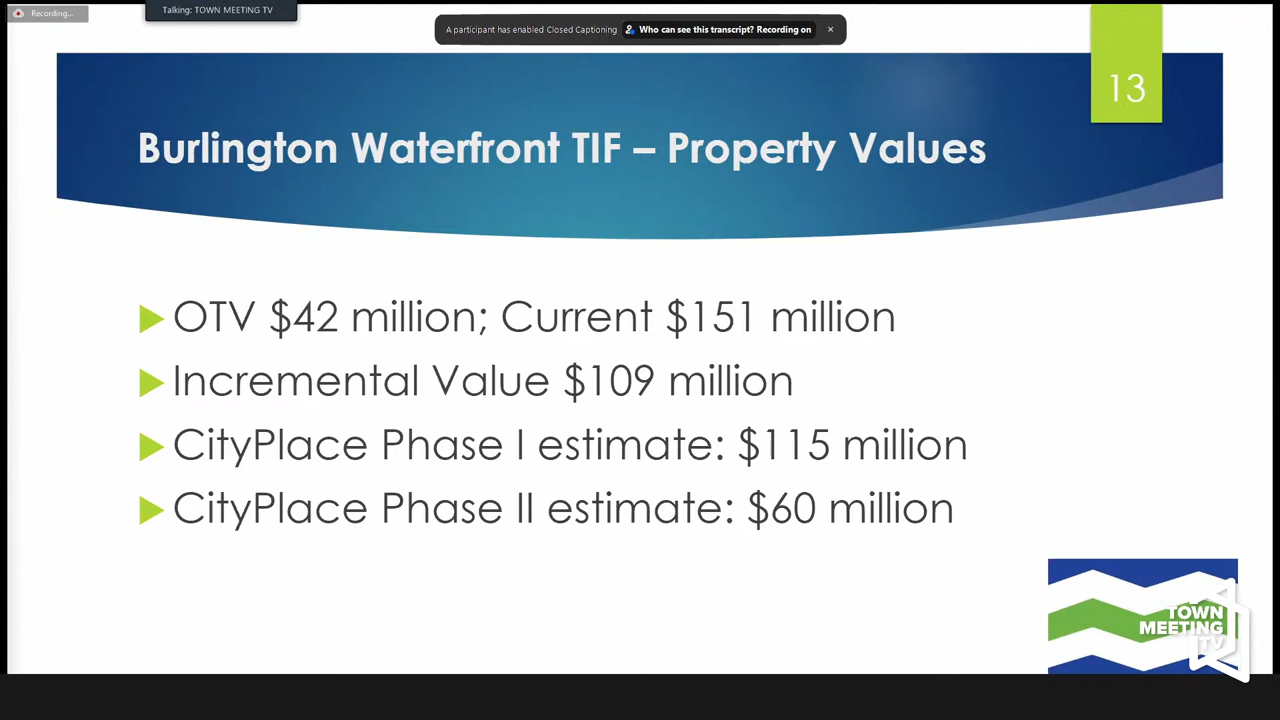 Recording...
Talking: TOWN MEETING TV
A participant has enabled Closed Captioning Who can see this transcript? Recording on ×
13
Burlington Waterfront TIF – Property Values
OTV $42 million; Current $151 million
Incremental Value $109 million
CityPlace Phase I estimate: $115 million
CityPlace Phase II estimate: $60 million
TOWN
MEETING
TV